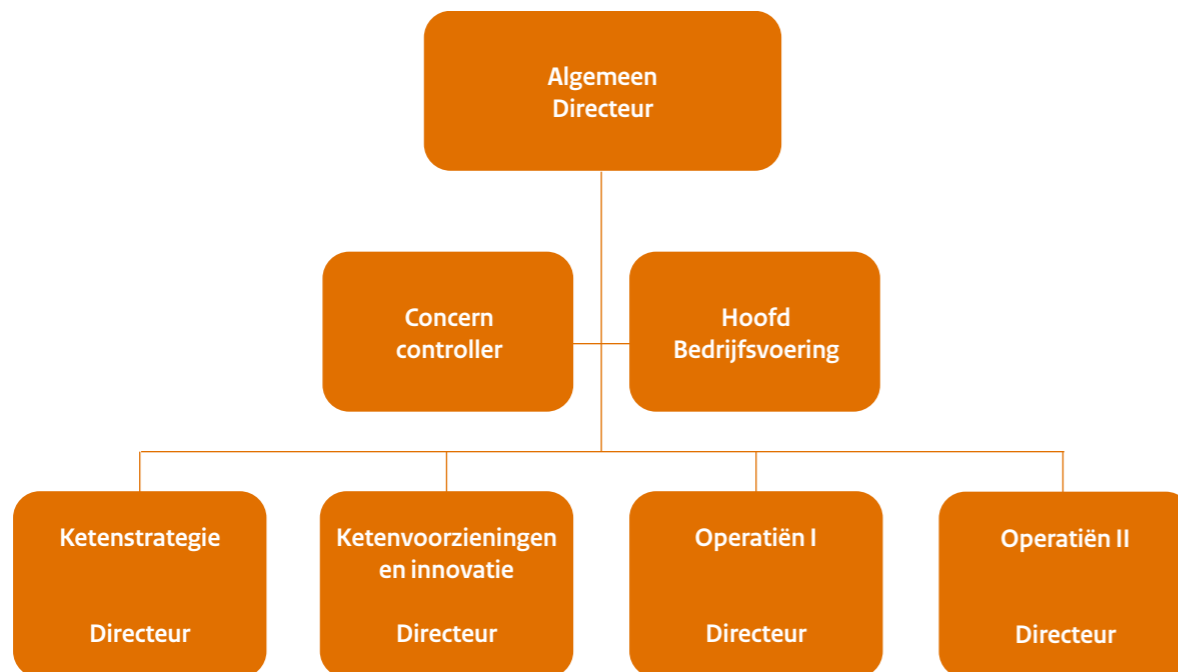 Algemeen
Directeur
Concern
controller
Hoofd
Bedrijfsvoering
Ketenstrategie
Directeur
Ketenvoorzieningen
en innovatie
Directeur
Operatiën I
Directeur
Operatiën II
Directeur